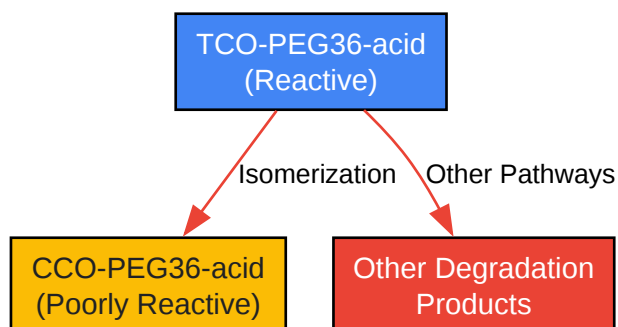 TCO-PEG36-acid
(Reactive)
Isomerization
Other Pathways
CCO-PEG36-acid
(Poorly Reactive)
Other Degradation
Products